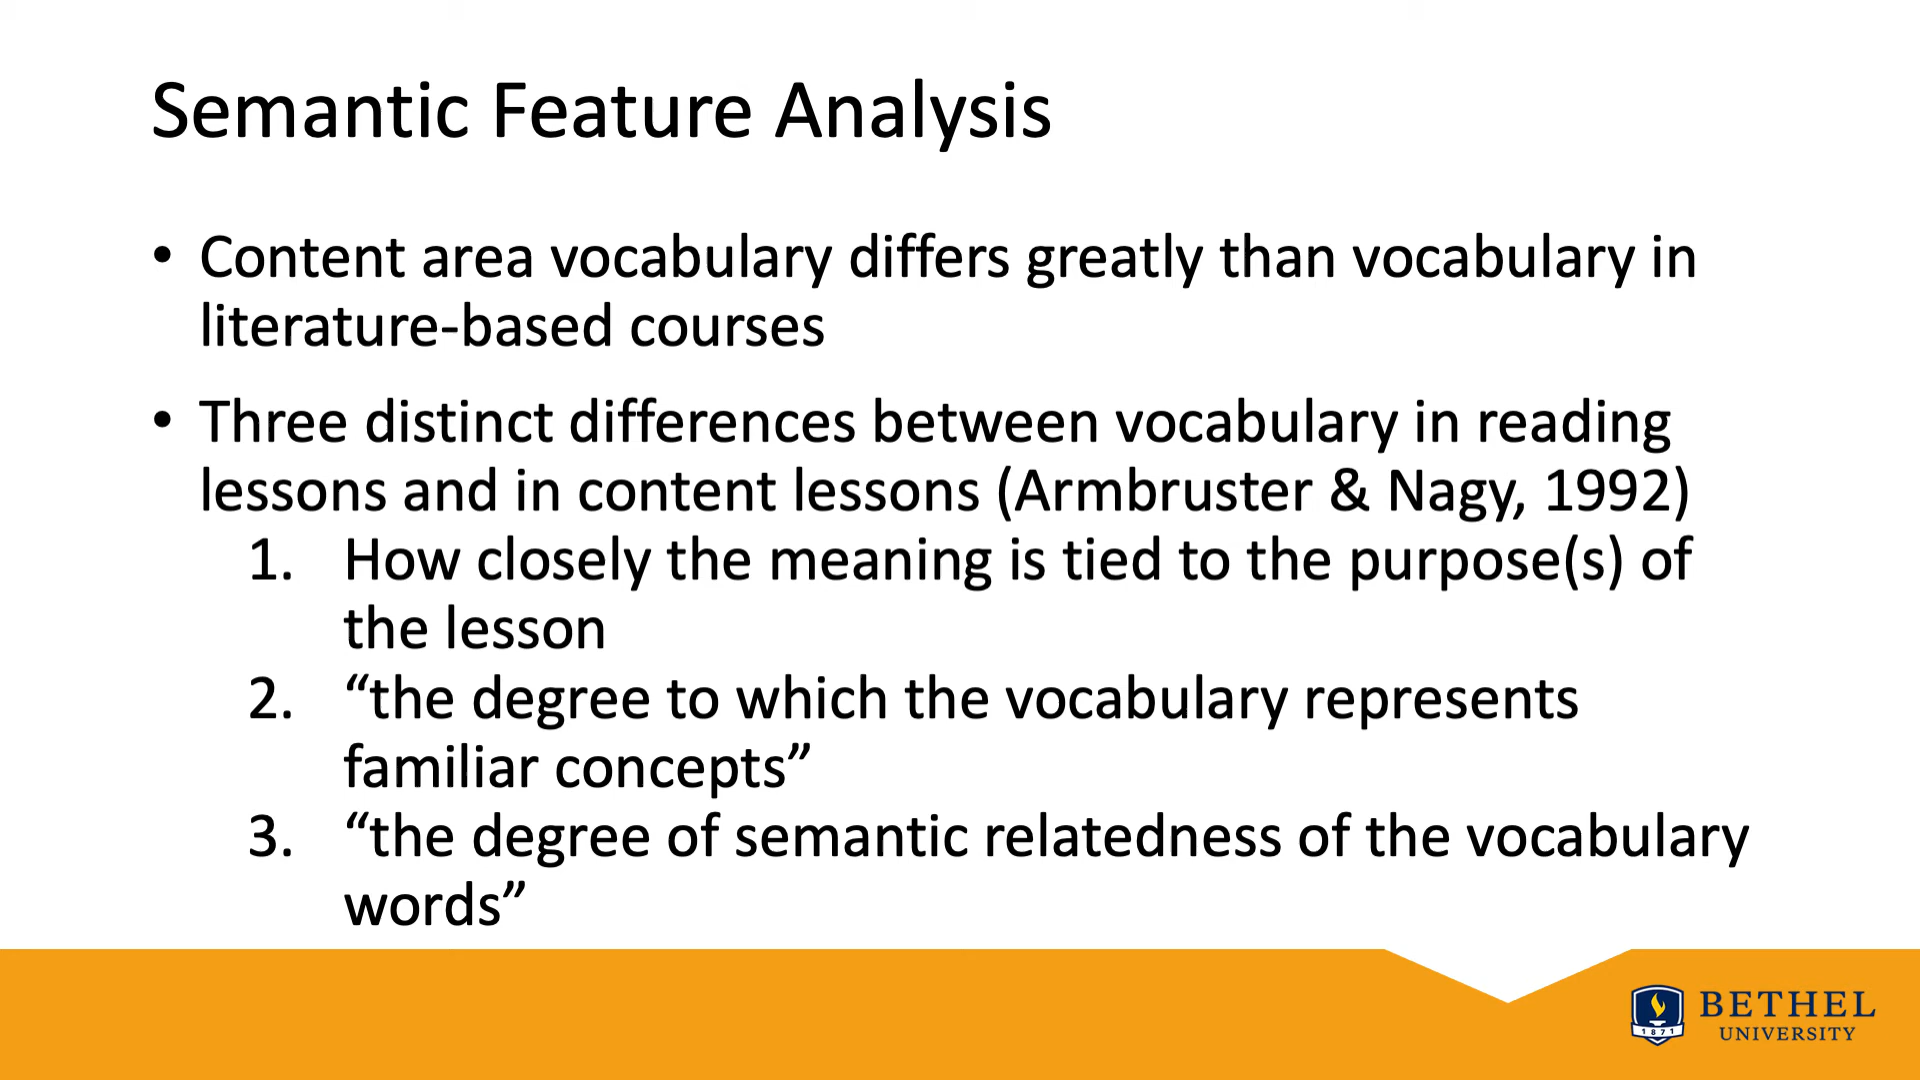 Semantic Feature Analysis
• Content area vocabulary differs greatly than vocabulary in
literature-based courses
• Three distinct differences between vocabulary in reading
lessons and in content lessons (Armbruster & Nagy, 1992)
1. How closely the meaning is tied to the purpose(s) of
the lesson
2. “the degree to which the vocabulary represents
familiar concepts”
3. “the degree of semantic relatedness of the vocabulary
words”
1871
BETHEL
UNIVERSITY